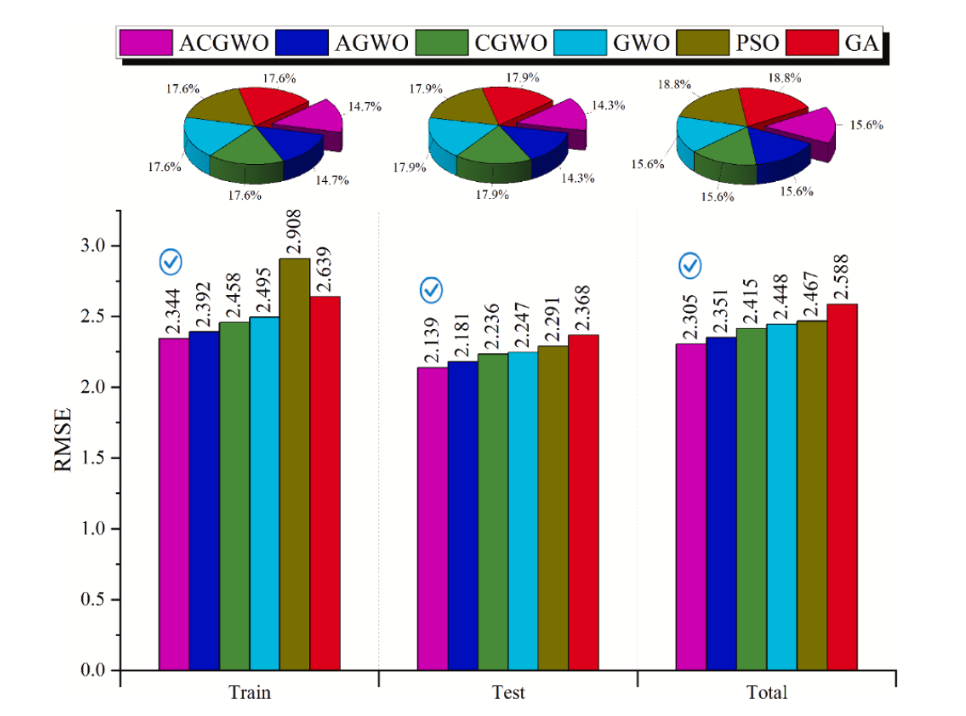 ACGWO AGWO CGWO GWO PSO GA
17.6% 17.6% 14.7% 14.7% 17.6% 17.6%
17.9% 17.9% 14.3% 14.3% 17.9% 17.9%
18.8% 18.8% 15.6% 15.6% 15.6% 15.6%
RMSE
3.0
2.5
2.0
1.5
1.0
0.5
0.0
2.344 2.392 2.458 2.495 2.908 2.639
2.139 2.181 2.236 2.247 2.291 2.368
2.305 2.351 2.415 2.448 2.467 2.588
Train Test Total